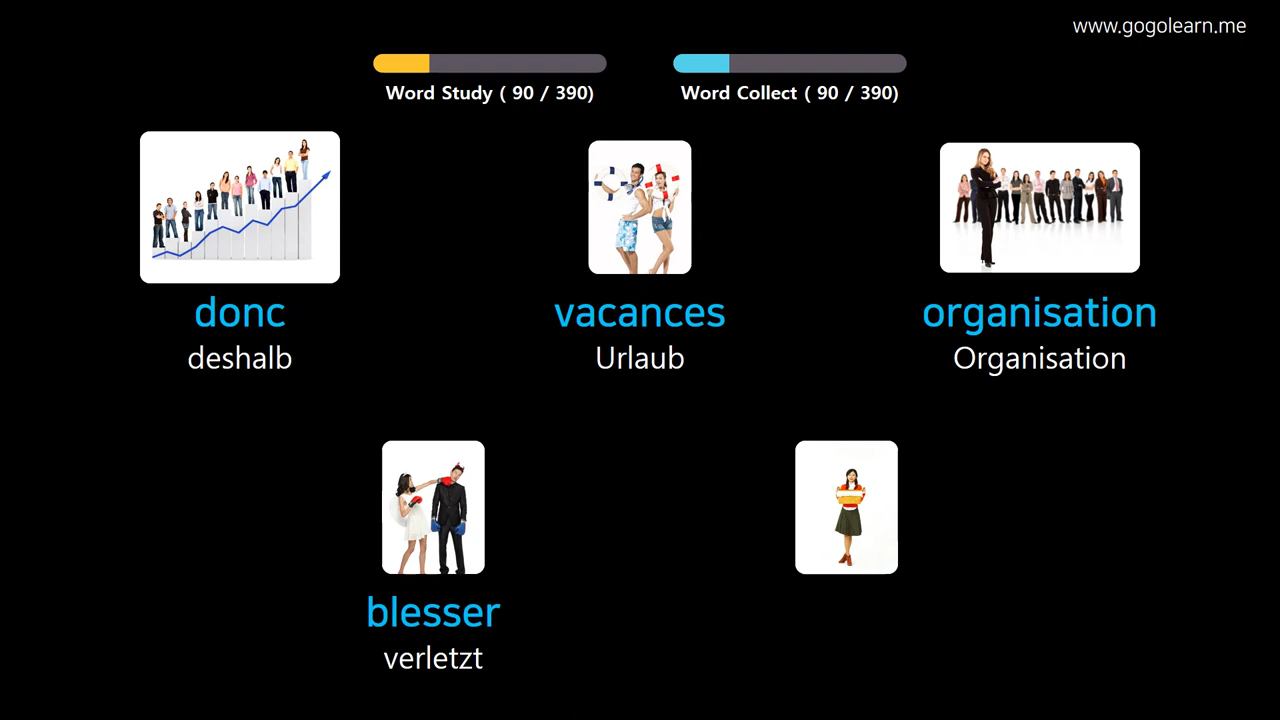 www.gogolearn.me
Word Study ( 90 / 390)
Word Collect ( 90 / 390)
donc
deshalb
vacances
Urlaub
organisation
Organisation
blesser
verletzt